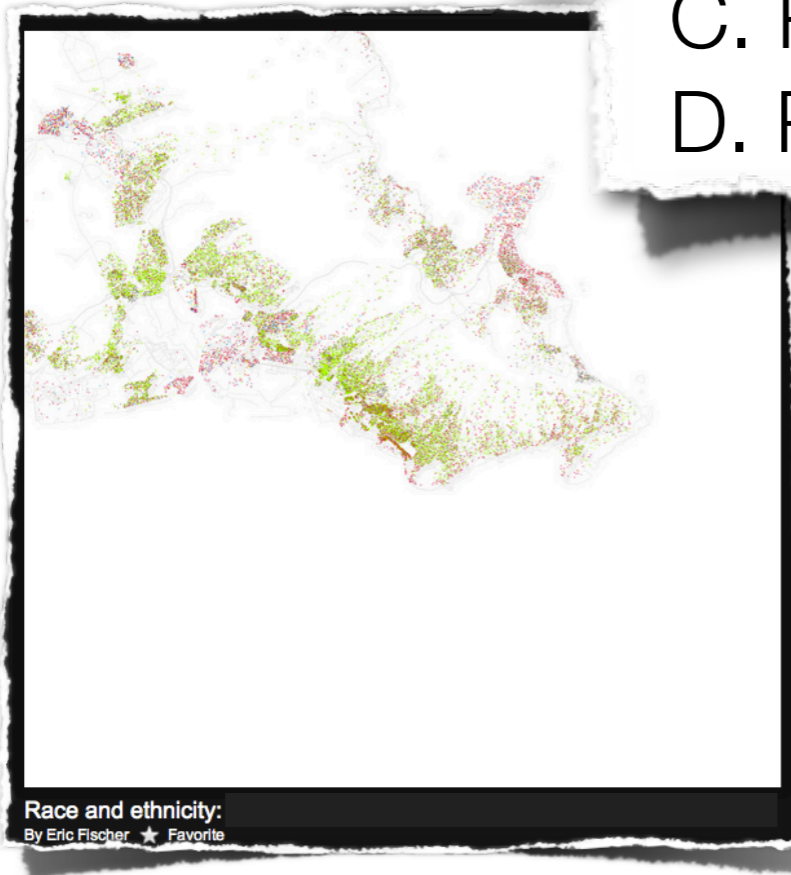 C.
D.
Race and ethnicity:
By Eric Fischer ★ Favorite